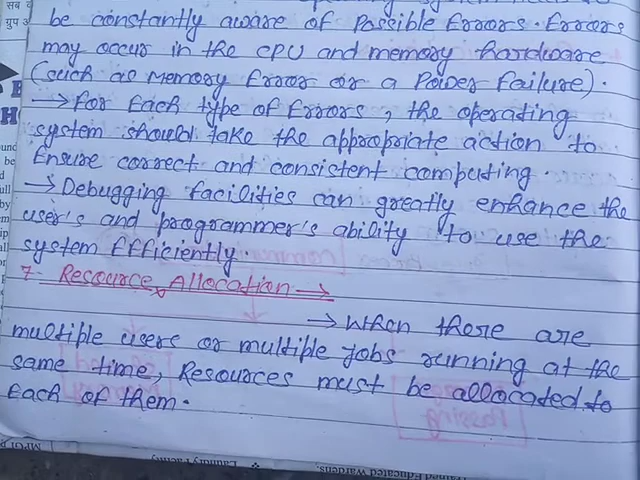 be constantly aware of Possible Errors. Errors
may occur in the CPU and memory hardware
(such as Memory Error or a Power Failure).
→ for Each type of Errors, the operating
system should take the appropriate action to
Ensure correct and consistent computing.
→ Debugging facilities can greatly enhance the
user's and programmer's ability to use the
system Efficiently.
7- Resource Allocation →
→ When there are
multiple users or multiple jobs running at the
same time, Resources must be allocated to
Each of them.